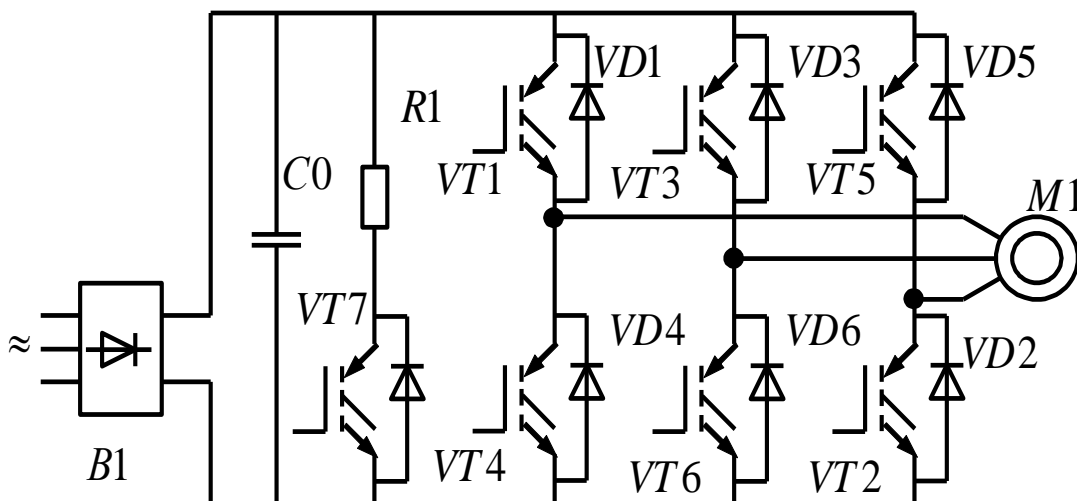 VD1
VD3
VD5
R1
C0
VT1
VT3
VT5
M1
VT7
VD4
VD6
VD2
≈
B1
VT4
VT6
VT2